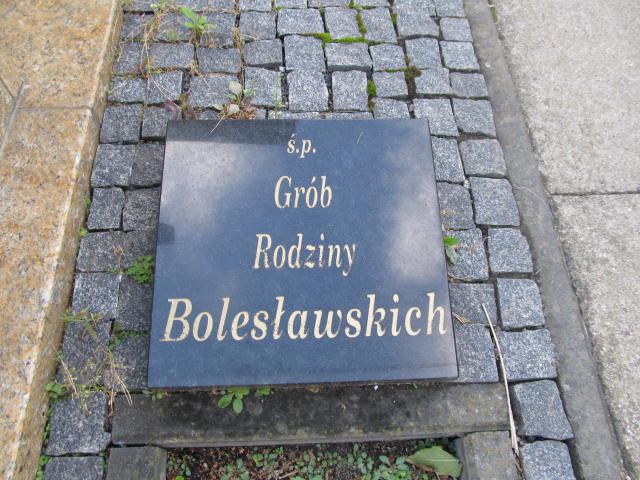 ś.p.
Grób
Rodziny
Bolesławskich